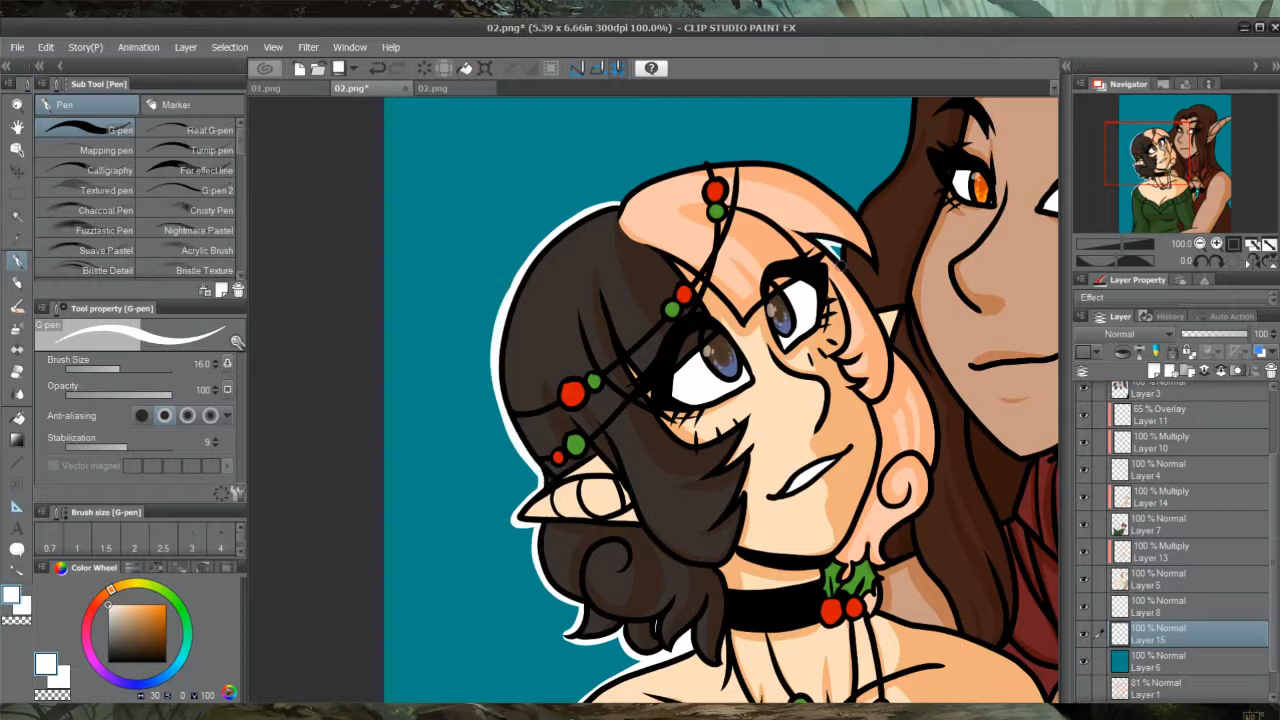 02.png* (5.39 x 6.66in 300dpi 100.0%)  - CLIP STUDIO PAINT EX
File Edit Story(P) Animation Layer Selection View Filter Window Help
Sub Tool [Pen]
Pen Marker
G-pen Real G-pen
Mapping pen Turnip pen
Calligraphy For effect line
Textured pen G-pen 2
Charcoal Pen Crusty Pen
Fuzztastic Pen Nightmare Pastel
Suave Pastel Acrylic Brush
Bristle Detail Bristle Texture
Tool property [G-pen]
G-pen
Brush Size 16.0
Opacity 100
Anti-aliasing
Stabilization 9
Vector magnet
Brush size [G-pen]
0.7 1 1.5 2 2.5 3 4
Color Wheel
H 30 S 0 V 100
01.png 02.png* 02.png
Navigator
100.0
0.0
Layer Property
Effect
Layer History Auto Action
Normal 100
100 % Normal
Layer 3
65 % Overlay
Layer 11
100 % Multiply
Layer 10
100 % Normal
Layer 4
100 % Multiply
Layer 14
100 % Normal
Layer 7
100 % Multiply
Layer 13
100 % Normal
Layer 5
100 % Normal
Layer 8
100 % Normal
Layer 15
100 % Normal
Layer 6
81 % Normal
Layer 1